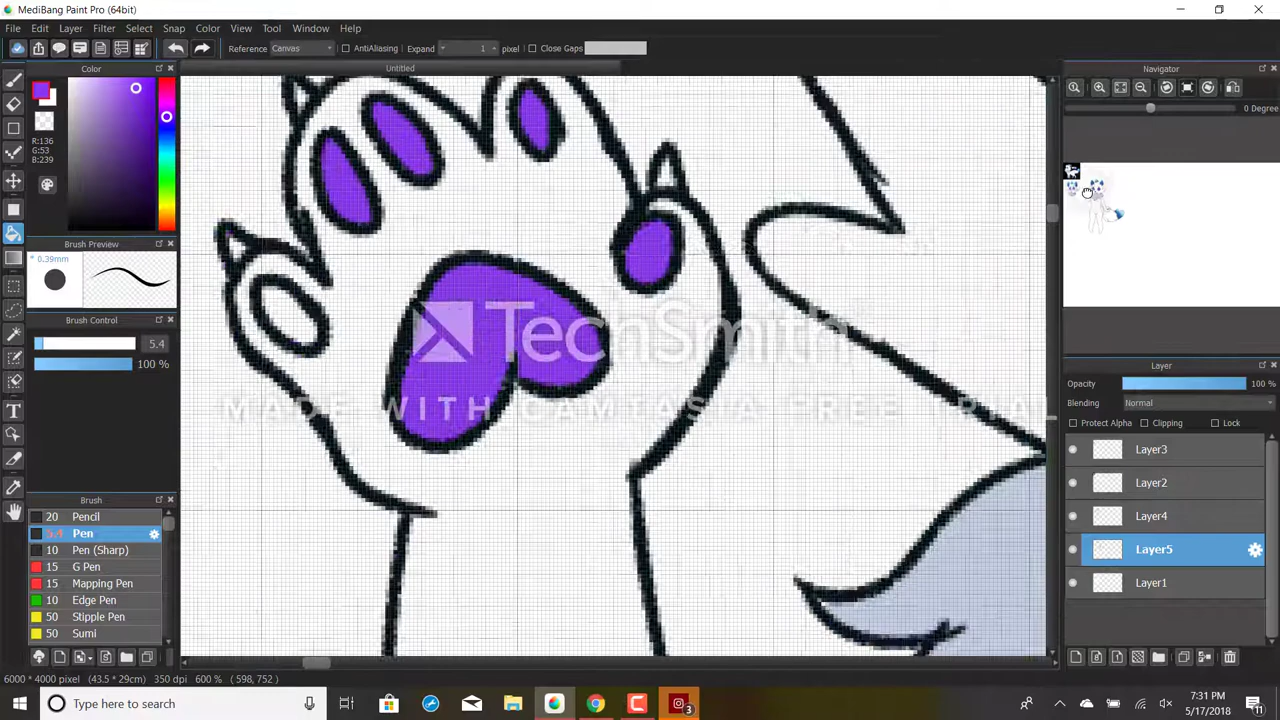 MediBang Paint Pro (64bit)
File Edit Layer Filter Select Snap Color View Tool Window Help
Reference Canvas AntiAliasing Expand 1 pixel Close Gaps
Color
Untitled
Navigator
0 Degree
R:136
G:53
B:239
Brush Preview
* 0.39mm
Brush Control
5.4
100 %
TechSmith
MADE WITH CAMTASIA FREE TRIAL
Layer
Opacity 100 %
Blending Normal
Protect Alpha Clipping Lock
Layer3
Layer2
Layer4
Layer5
Layer1
Brush
20 Pencil
5.4 Pen
10 Pen (Sharp)
15 G Pen
15 Mapping Pen
10 Edge Pen
50 Stipple Pen
50 Sumi
6000 * 4000 pixel (43.5 * 29cm) 350 dpi 600 % ( 598, 752 )
Type here to search
3
7:31 PM
5/17/2018
11